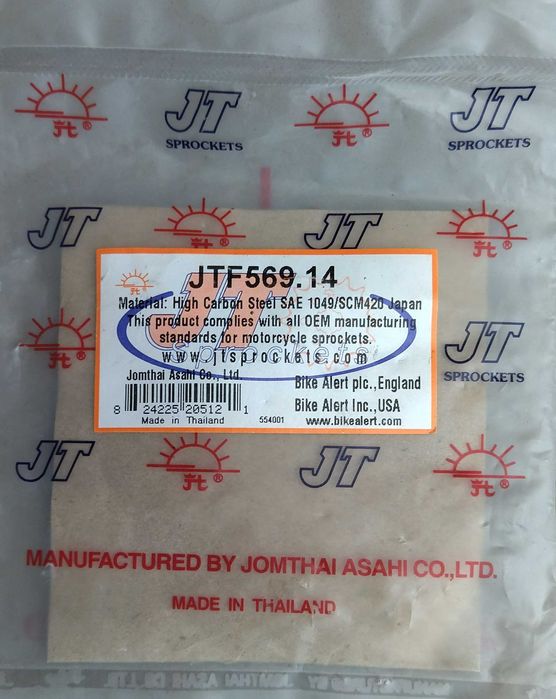 JT
SPROCKETS
JT
SPROCKETS
JT
JT
JTF569.14
Material: High Carbon Steel SAE 1049/SCM420 Japan
This product complies with all OEM manufacturing
standards for motorcycle sprockets.
www.jtsprockets.com
Jomthai Asahi Co., Ltd.
Bike Alert plc.,England
Bike Alert Inc.,USA
8 24225 20512 1
Made in Thailand
554001
www.bikealert.com
JT
SPROCKETS
JT
JT
MANUFACTURED BY JOMTHAI ASAHI CO.,LTD.
MADE IN THAILAND